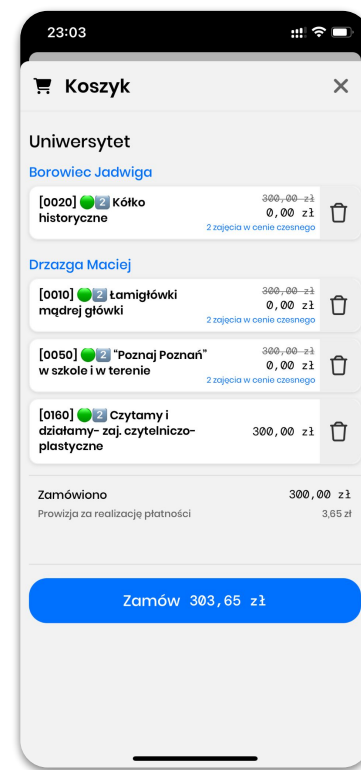 23:03
Koszyk
Uniwersytet
Borowiec Jadwiga
[0020] 🟢2️⃣ Kółko
historyczne
300,00 zł
0,00 zł
2 zajęcia w cenie czesnego
Drzazga Maciej
[0010] 🟢2️⃣ Łamigłówki
mądrej główki
300,00 zł
0,00 zł
2 zajęcia w cenie czesnego
[0050] 🟢2️⃣ “Poznaj Poznań”
w szkole i w terenie
300,00 zł
0,00 zł
2 zajęcia w cenie czesnego
[0160] 🟢2️⃣ Czytamy i
działamy- zaj. czytelniczo-
plastyczne
300,00 zł
Zamówiono 300,00 zł
Prowizja za realizację płatności 3,65 zł
Zamów 303,65 zł